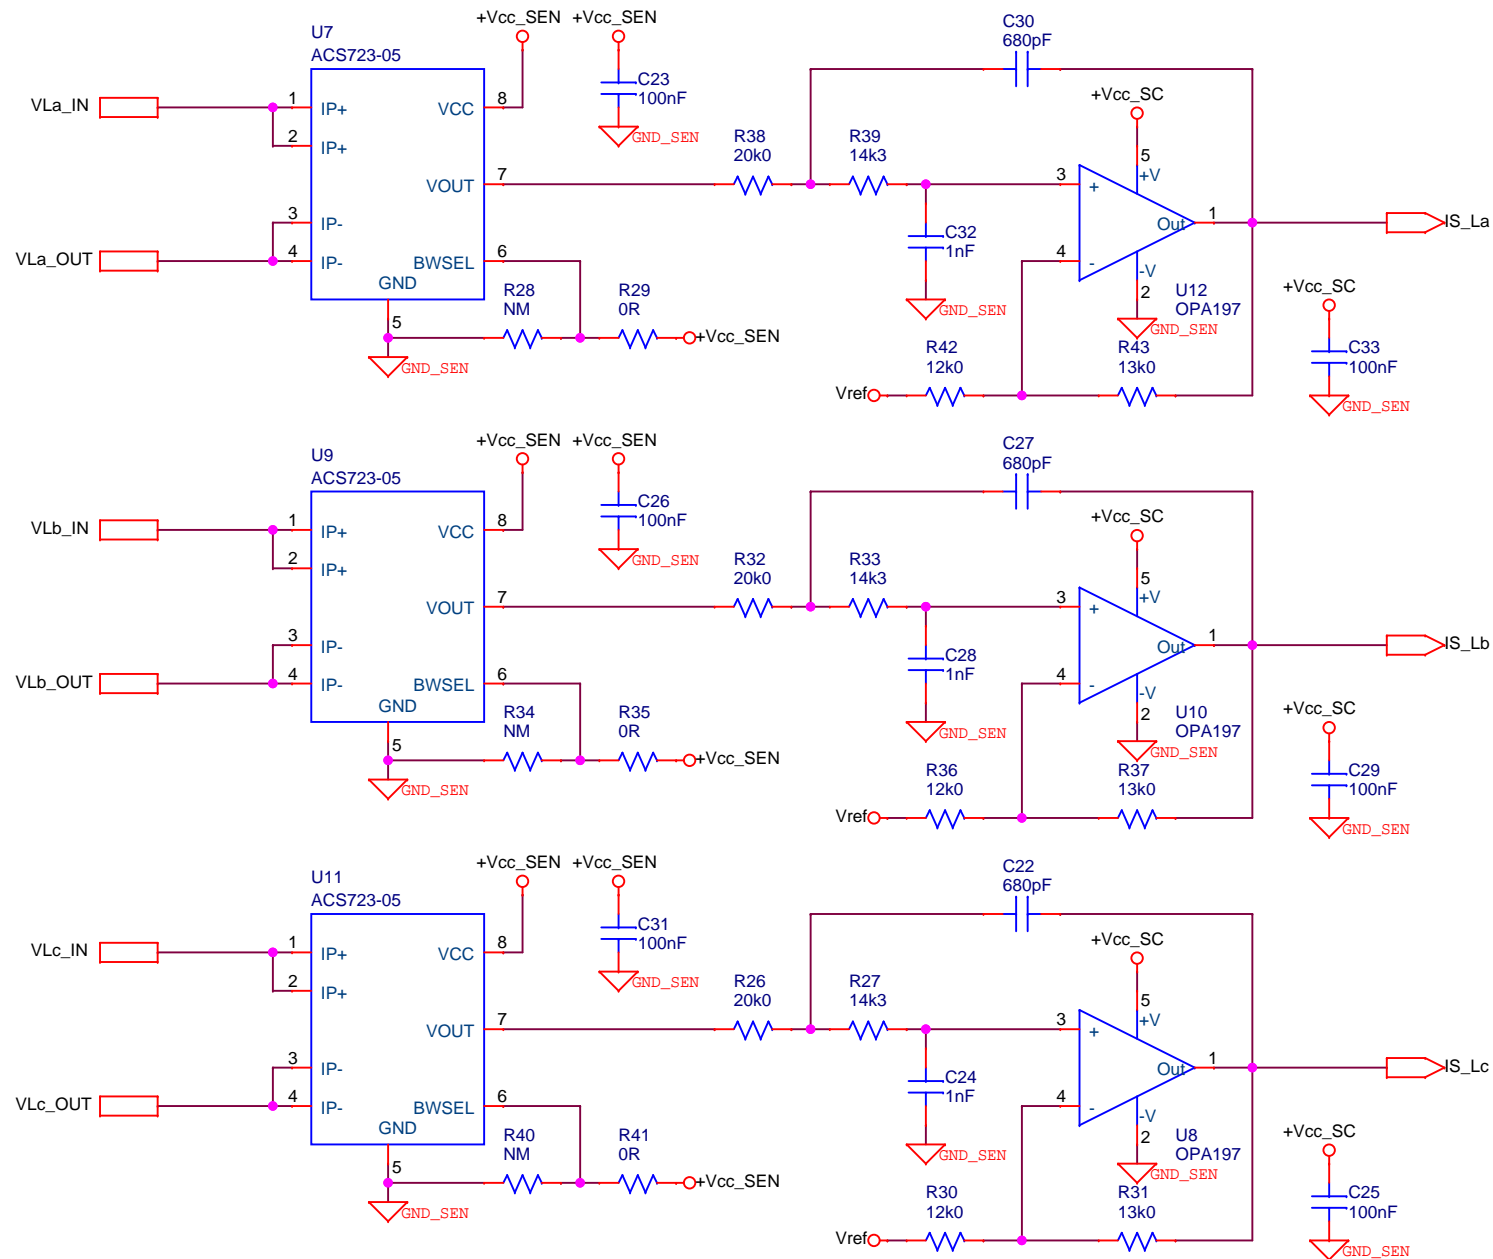 +Vcc_SEN +Vcc_SEN
U7
ACS723-05
C30
680pF
VLa_IN
1 IP+
2 IP+
VCC 8
C23
100nF
GND_SEN
+Vcc_SC
R38
20k0
R39
14k3
VOUT 7
3 +
5
+V
VLa_OUT
3 IP-
4 IP-
BWSEL 6
GND
5
C32
1nF
GND_SEN
4 -
Out 1
IS_La
-V
2
U12
OPA197
GND_SEN
+Vcc_SC
R28
NM
R29
0R
+Vcc_SEN
GND_SEN
R42
12k0
R43
13k0
C33
100nF
Vref
GND_SEN
+Vcc_SEN +Vcc_SEN
U9
ACS723-05
C27
680pF
VLb_IN
1 IP+
2 IP+
VCC 8
C26
100nF
GND_SEN
+Vcc_SC
R32
20k0
R33
14k3
VOUT 7
3 +
5
+V
VLb_OUT
3 IP-
4 IP-
BWSEL 6
GND
5
C28
1nF
GND_SEN
4 -
Out 1
IS_Lb
-V
2
U10
OPA197
GND_SEN
+Vcc_SC
R34
NM
R35
0R
+Vcc_SEN
GND_SEN
R36
12k0
R37
13k0
C29
100nF
Vref
GND_SEN
+Vcc_SEN +Vcc_SEN
U11
ACS723-05
C22
680pF
VLc_IN
1 IP+
2 IP+
VCC 8
C31
100nF
GND_SEN
+Vcc_SC
R26
20k0
R27
14k3
VOUT 7
3 +
5
+V
VLc_OUT
3 IP-
4 IP-
BWSEL 6
GND
5
C24
1nF
GND_SEN
4 -
Out 1
IS_Lc
-V
2
U8
OPA197
GND_SEN
+Vcc_SC
R40
NM
R41
0R
+Vcc_SEN
GND_SEN
R30
12k0
R31
13k0
C25
100nF
Vref
GND_SEN